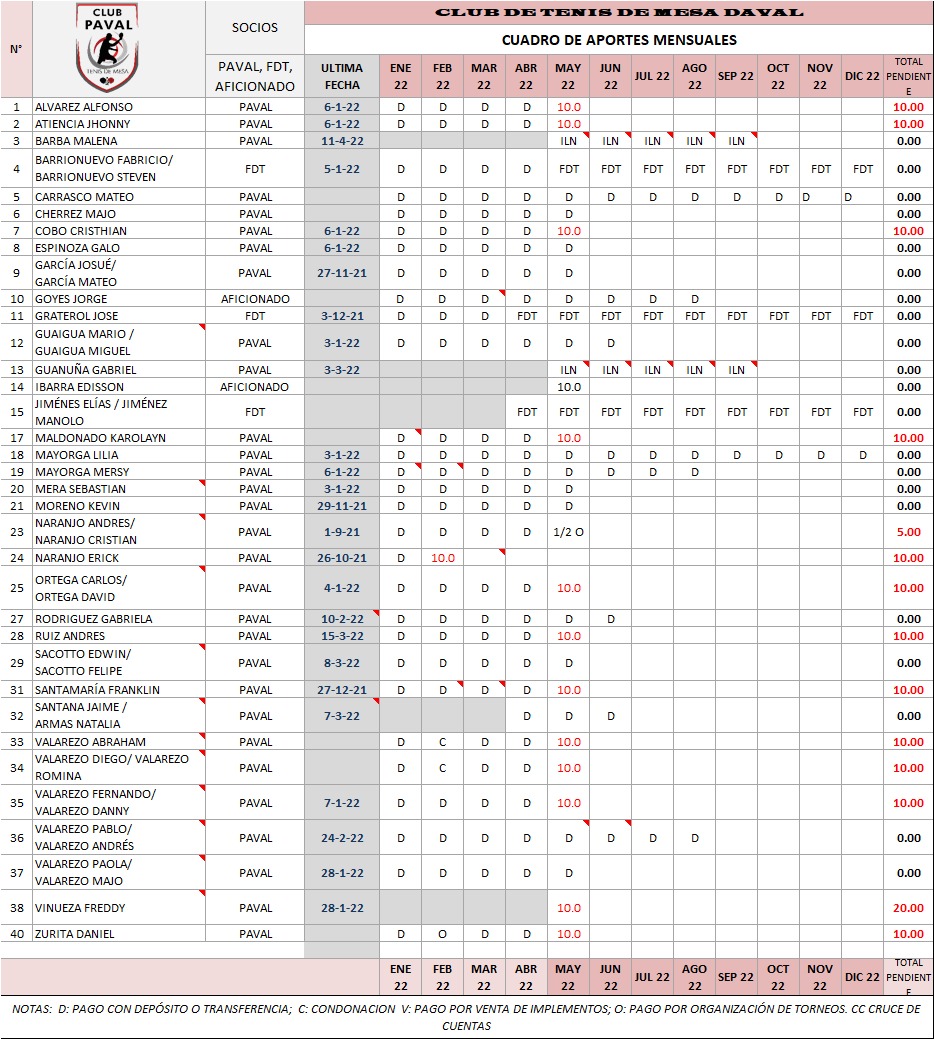 CLUB
PAVAL
TENIS DE MESA
CLUB DE TENIS DE MESA DAVAL
CUADRO DE APORTES MENSUALES
N° SOCIOS
PAVAL, FDT, AFICIONADO ULTIMA FECHA ENE 22 FEB 22 MAR 22 ABR 22 MAY 22 JUN 22 JUL 22 AGO 22 SEP 22 OCT 22 NOV 22 DIC 22 TOTAL PENDIENTE
1 ALVAREZ ALFONSO PAVAL 6-1-22 D D D D 10.0 10.00
2 ATIENCIA JHONNY PAVAL 6-1-22 D D D D 10.0 10.00
3 BARBA MALENA PAVAL 11-4-22 ILN ILN ILN ILN ILN 0.00
4 BARRIONUEVO FABRICIO/ BARRIONUEVO STEVEN FDT 5-1-22 D D D D FDT FDT FDT FDT FDT FDT FDT FDT 0.00
5 CARRASCO MATEO PAVAL D D D D D D D D D D D D 0.00
6 CHERREZ MAJO PAVAL D D D D D 0.00
7 COBO CRISTHIAN PAVAL 6-1-22 D D D D 10.0 10.00
8 ESPINOZA GALO PAVAL 6-1-22 D D D D D 0.00
9 GARCÍA JOSUÉ/ GARCÍA MATEO PAVAL 27-11-21 D D D D D 0.00
10 GOYES JORGE AFICIONADO D D D D D D D D 0.00
11 GRATEROL JOSE FDT 3-12-21 D D D FDT FDT FDT FDT FDT FDT FDT FDT FDT 0.00
12 GUAIGUA MARIO / GUAIGUA MIGUEL PAVAL 3-1-22 D D D D D D 0.00
13 GUANUÑA GABRIEL PAVAL 3-3-22 ILN ILN ILN ILN ILN 0.00
14 IBARRA EDISSON AFICIONADO 10.0 0.00
15 JIMÉNES ELÍAS / JIMÉNEZ MANOLO FDT FDT FDT FDT FDT FDT FDT FDT FDT FDT 0.00
17 MALDONADO KAROLAYN PAVAL D D D D 10.0 10.00
18 MAYORGA LILIA PAVAL 3-1-22 D D D D D D D D D D D D 0.00
19 MAYORGA MERSY PAVAL 6-1-22 D D D D D D D D 0.00
20 MERA SEBASTIAN PAVAL 3-1-22 D D D D D 0.00
21 MORENO KEVIN PAVAL 29-11-21 D D D D D 0.00
23 NARANJO ANDRES/ NARANJO CRISTIAN PAVAL 1-9-21 D D D D 1/2 O 5.00
24 NARANJO ERICK PAVAL 26-10-21 D 10.0 10.00
25 ORTEGA CARLOS/ ORTEGA DAVID PAVAL 4-1-22 D D D D 10.0 10.00
27 RODRIGUEZ GABRIELA PAVAL 10-2-22 D D D D D D 0.00
28 RUIZ ANDRES PAVAL 15-3-22 D D D D 10.0 10.00
29 SACOTTO EDWIN/ SACOTTO FELIPE PAVAL 8-3-22 D D D D D 0.00
31 SANTAMARÍA FRANKLIN PAVAL 27-12-21 D D D D 10.0 10.00
32 SANTANA JAIME / ARMAS NATALIA PAVAL 7-3-22 D D D 0.00
33 VALAREZO ABRAHAM PAVAL D C D D 10.0 10.00
34 VALAREZO DIEGO/ VALAREZO ROMINA PAVAL D C D D 10.0 10.00
35 VALAREZO FERNANDO/ VALAREZO DANNY PAVAL 7-1-22 D D D D 10.0 10.00
36 VALAREZO PABLO/ VALAREZO ANDRÉS PAVAL 24-2-22 D D D D D D D D 0.00
37 VALAREZO PAOLA/ VALAREZO MAJO PAVAL 28-1-22 D D D D D 0.00
38 VINUEZA FREDDY PAVAL 28-1-22 10.0 20.00
40 ZURITA DANIEL PAVAL D O D D 10.0 10.00
ENE 22 FEB 22 MAR 22 ABR 22 MAY 22 JUN 22 JUL 22 AGO 22 SEP 22 OCT 22 NOV 22 DIC 22 TOTAL PENDIENTE
NOTAS: D: PAGO CON DEPÓSITO O TRANSFERENCIA; C: CONDONACION V: PAGO POR VENTA DE IMPLEMENTOS; O: PAGO POR ORGANIZACIÓN DE TORNEOS. CC CRUCE DE
CUENTAS